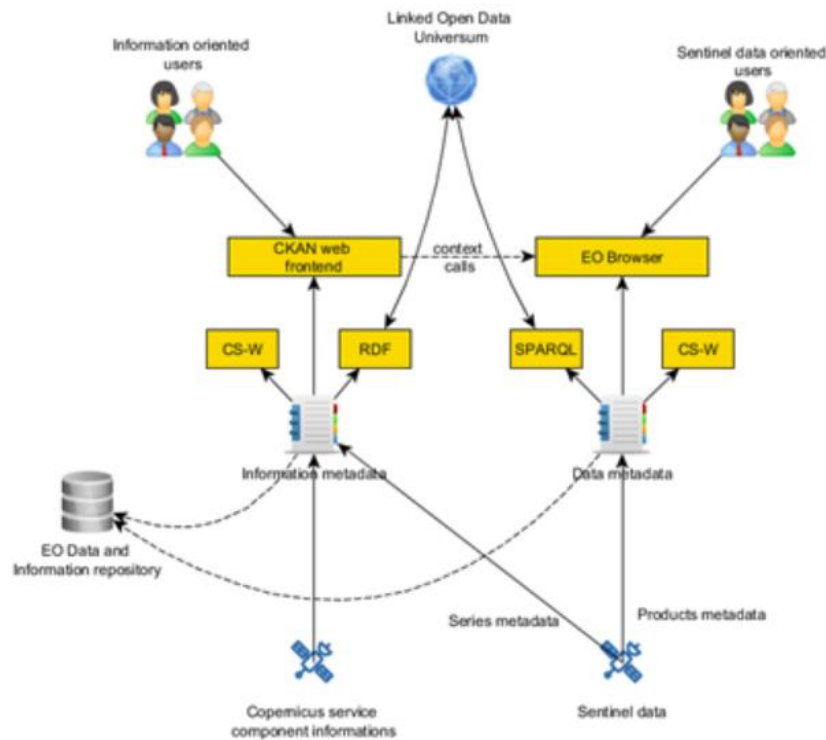 Information oriented
users
Linked Open Data
Universum
Sentinel data oriented
users
CKAN web
frontend
context
calls
EO Browser
CS-W
RDF
SPARQL
CS-W
Information metadata
Data metadata
EO Data and
Information repository
Series metadata
Products metadata
Copernicus service
component informations
Sentinel data